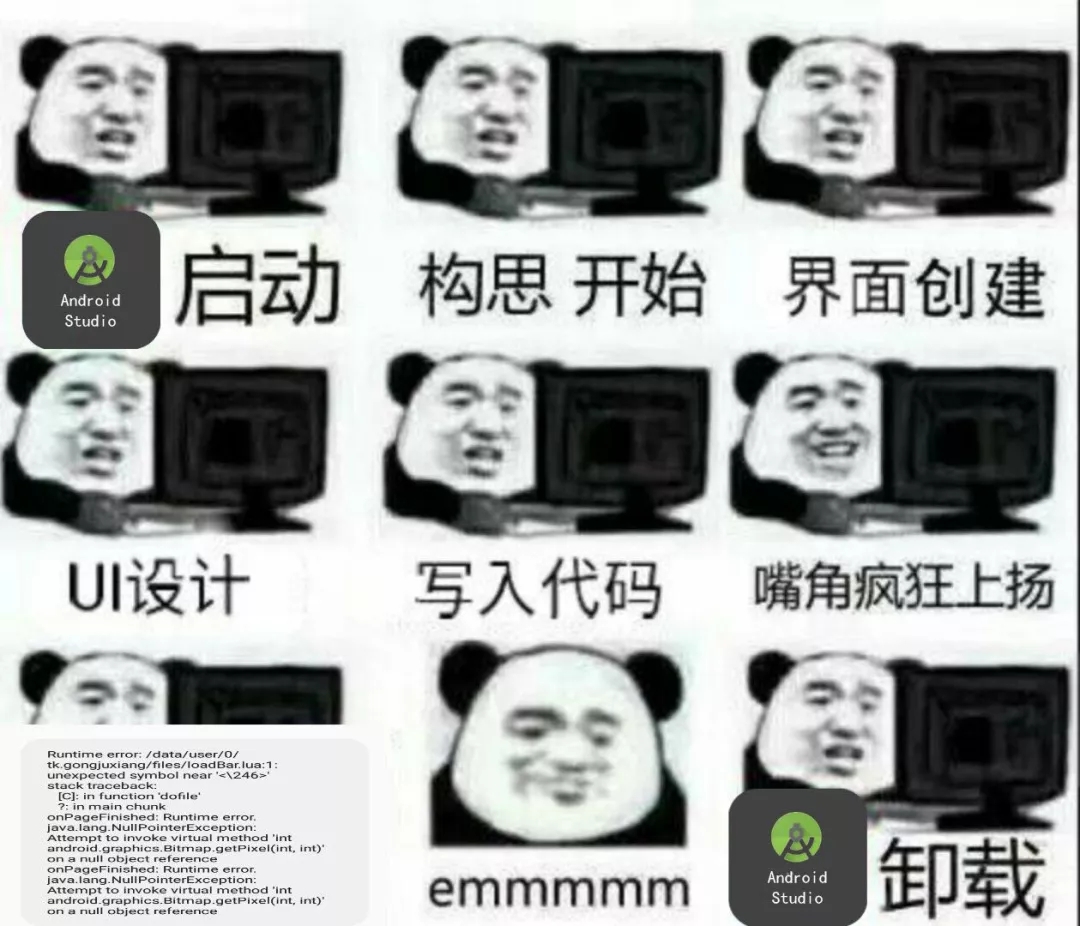 Android
Studio
启动
构思 开始
界面创建
UI设计
写入代码
嘴角疯狂上扬
Runtime error: /data/user/0/
tk.gongjuxiang/files/loadBar.lua:1:
unexpected symbol near '<\246>'
stack traceback:
[C]: in function 'dofile'
?: in main chunk
onPageFinished: Runtime error.
java.lang.NullPointerException:
Attempt to invoke virtual method 'int
android.graphics.Bitmap.getPixel(int, int)'
on a null object reference
onPageFinished: Runtime error.
java.lang.NullPointerException:
Attempt to invoke virtual method 'int
android.graphics.Bitmap.getPixel(int, int)'
on a null object reference
emmmmm
Android
Studio
卸载